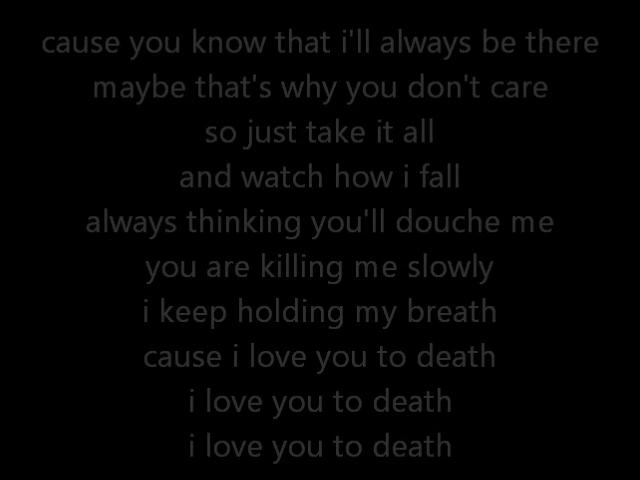 cause you know that i'll always be there
maybe that's why you don't care
so just take it all
and watch how i fall
always thinking you'll douche me
you are killing me slowly
i keep holding my breath
cause i love you to death
i love you to death
i love you to death